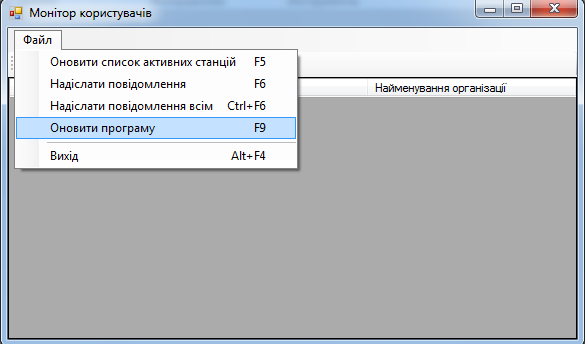 Монітор користувачів
Файл
Оновити список активних станцій F5
Надіслати повідомлення F6
Надіслати повідомлення всім Ctrl+F6
Оновити програму F9
Вихід Alt+F4
Найменування організації